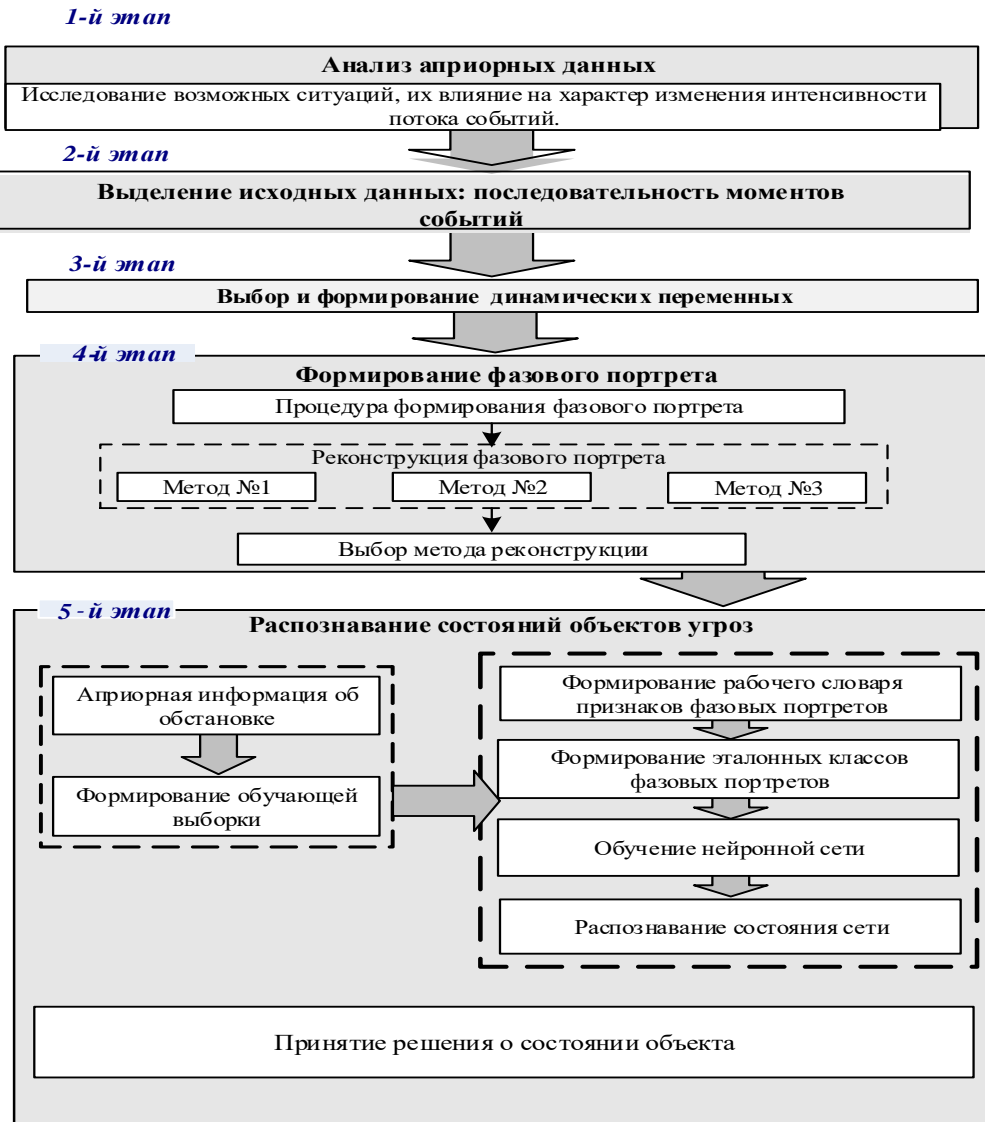 1-й этап
Анализ априорных данных
Исследование возможных ситуаций, их влияние на характер изменения интенсивности
потока событий.
2-й этап
Выделение исходных данных: последовательность моментов
событий
3-й этап
Выбор и формирование динамических переменных
4-й этап
Формирование фазового портрета
Процедура формирования фазового портрета
Реконструкция фазового портрета
Метод №1
Метод №2
Метод №3
Выбор метода реконструкции
5 - й этап
Распознавание состояний объектов угроз
Априорная информация об
обстановке
Формирование обучающей
выборки
Формирование рабочего словаря
признаков фазовых портретов
Формирование эталонных классов
фазовых портретов
Обучение нейронной сети
Распознавание состояния сети
Принятие решения о состоянии объекта